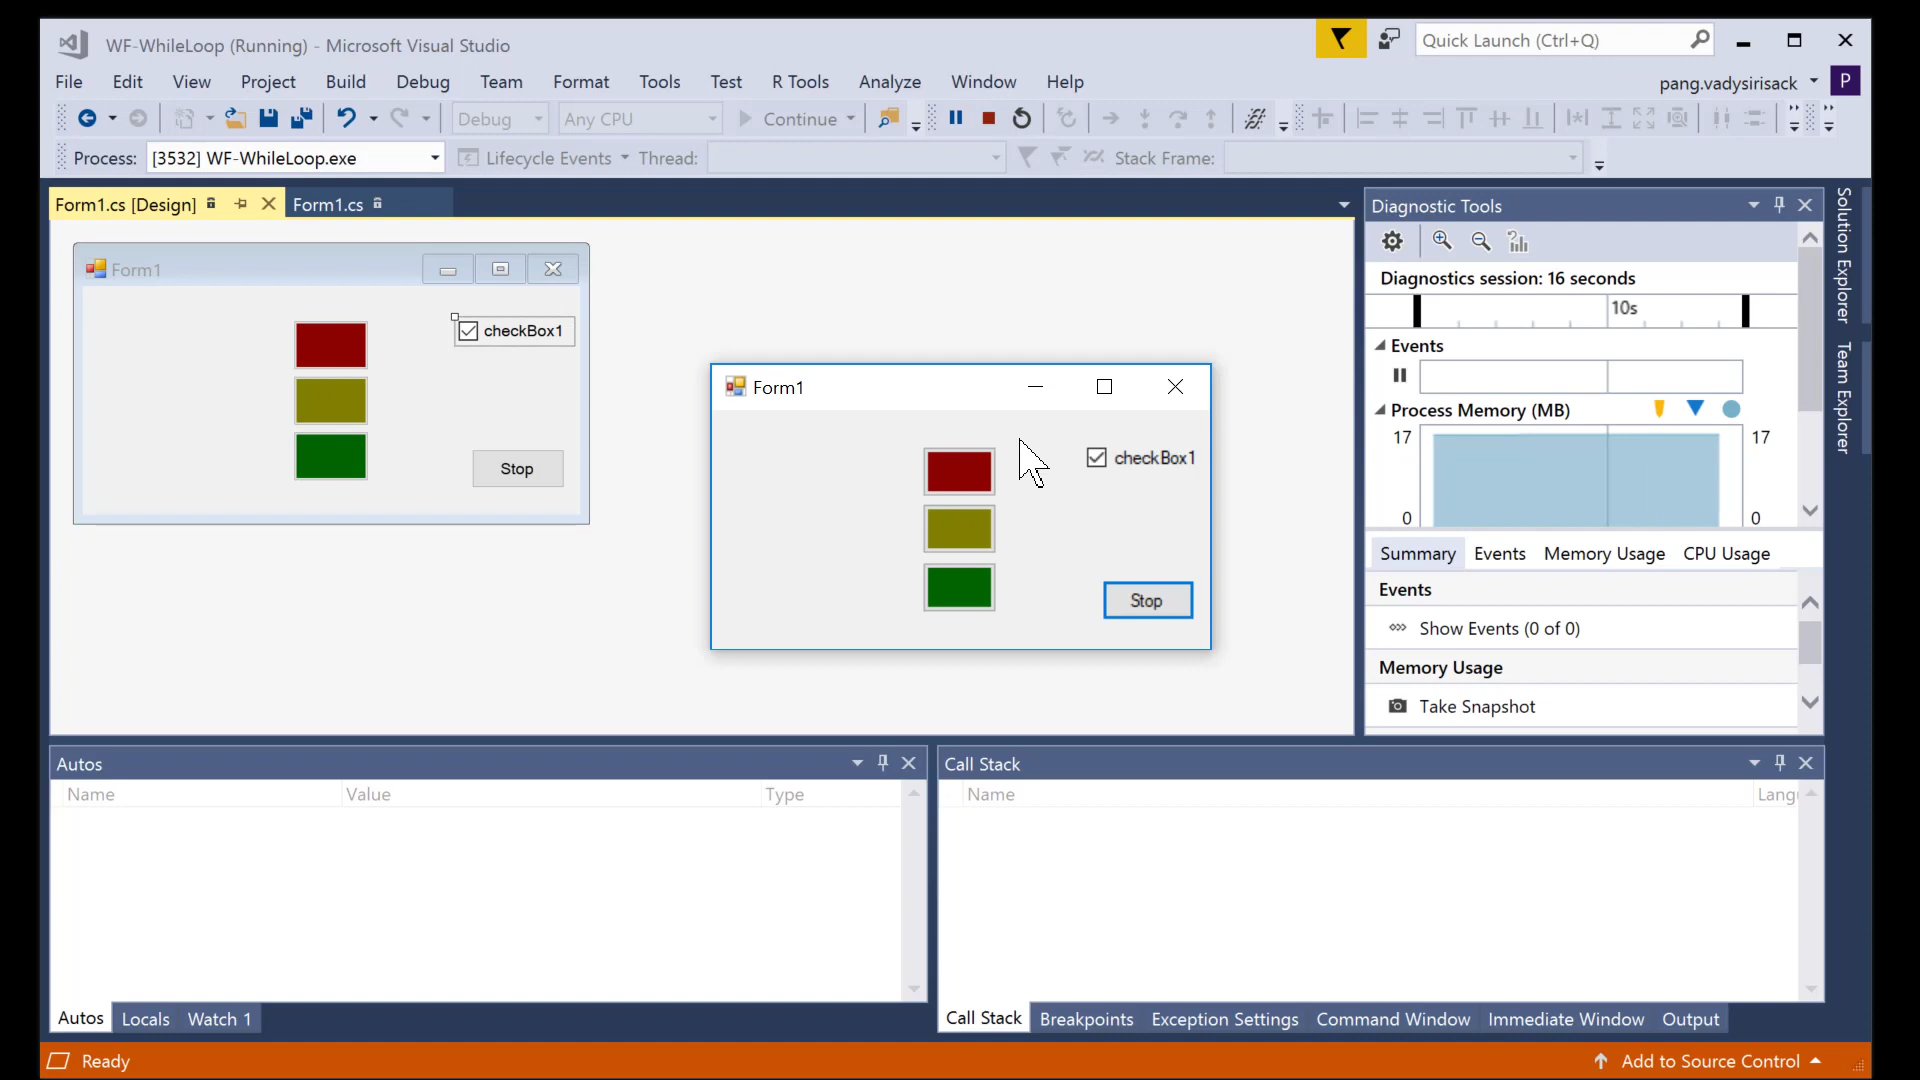 WF-WhileLoop (Running) - Microsoft Visual Studio
Quick Launch (Ctrl+Q)
File Edit View Project Build Debug Team Format Tools Test R Tools Analyze Window Help
pang.vadysirisack P
Debug Any CPU Continue
Process: [3532] WF-WhileLoop.exe Lifecycle Events Thread: Stack Frame:
Form1.cs [Design] Form1.cs
Form1
checkBox1
Stop
Form1
checkBox1
Stop
Diagnostic Tools
Diagnostics session: 16 seconds
10s
Events
Process Memory (MB)
17 17
0 0
Summary Events Memory Usage CPU Usage
Events
Show Events (0 of 0)
Memory Usage
Take Snapshot
Solution Explorer
Team Explorer
Autos
Name Value Type
Autos Locals Watch 1
Call Stack
Name Lang
Call Stack Breakpoints Exception Settings Command Window Immediate Window Output
Ready
Add to Source Control